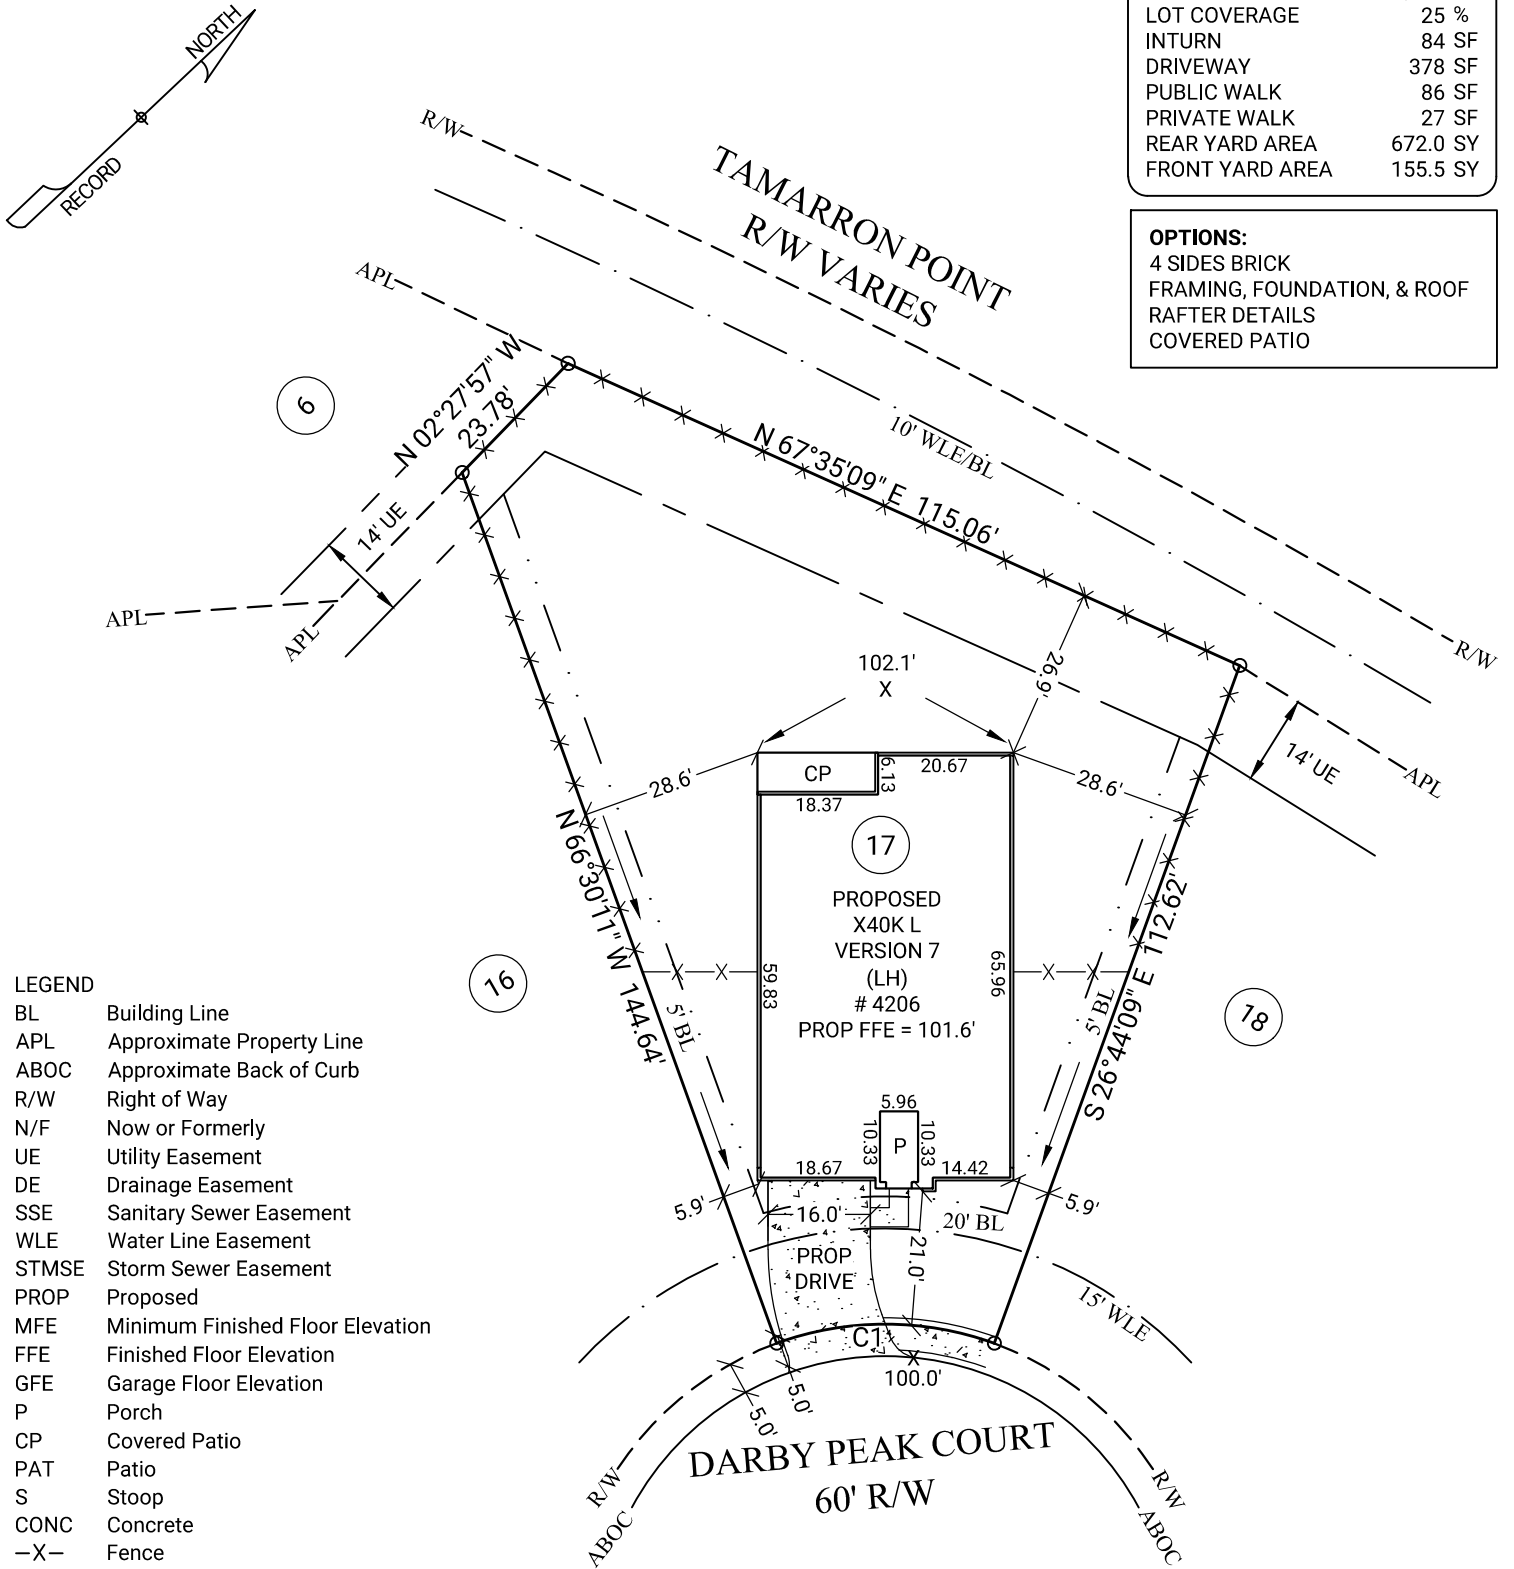 NORTH
RECORD
LOT COVERAGE 25 %
INTURN 84 SF
DRIVEWAY 378 SF
PUBLIC WALK 86 SF
PRIVATE WALK 27 SF
REAR YARD AREA 672.0 SY
FRONT YARD AREA 155.5 SY
OPTIONS:
4 SIDES BRICK
FRAMING, FOUNDATION, & ROOF
RAFTER DETAILS
COVERED PATIO
R/W
TAMARRON POINT
R/W VARIES
APL
N 02°27'57" W
23.78'
6
10' WLE/BL
N 67°35'09" E 115.06'
14' UE
APL
APL
R/W
102.1'
X
26.9'
14' UE
APL
28.6'
CP
6.13
20.67
28.6'
18.37
17
N 66°30'11" W 144.64'
PROPOSED
X40K L
VERSION 7
(LH)
# 4206
PROP FFE = 101.6'
59.83
65.96
S 26°44'09" E 112.62'
16
5' BL
5' BL
18
5.96
10.33
P
10.33
18.67
14.42
5.9'
16.0'
20' BL
5.9'
PROP
DRIVE
21.0'
15' WLE
C1
X
100.0'
5.0'
5.0'
DARBY PEAK COURT
60' R/W
R/W
ABOC
R/W
ABOC
LEGEND
BL Building Line
APL Approximate Property Line
ABOC Approximate Back of Curb
R/W Right of Way
N/F Now or Formerly
UE Utility Easement
DE Drainage Easement
SSE Sanitary Sewer Easement
WLE Water Line Easement
STMSE Storm Sewer Easement
PROP Proposed
MFE Minimum Finished Floor Elevation
FFE Finished Floor Elevation
GFE Garage Floor Elevation
P Porch
CP Covered Patio
PAT Patio
S Stoop
CONC Concrete
—X— Fence